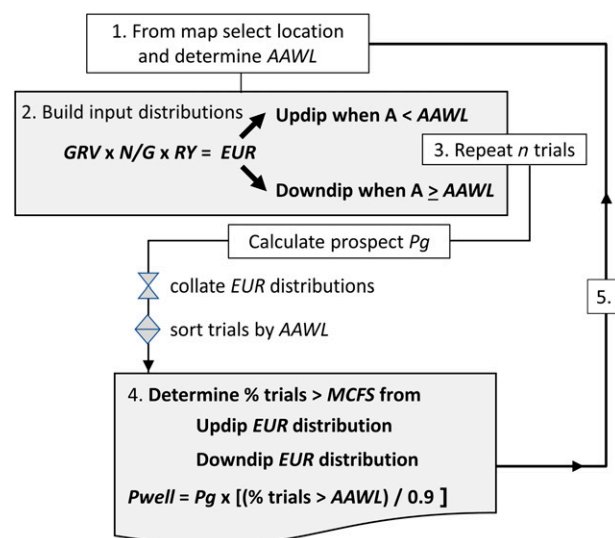 1. From map select location
and determine AAWL
2. Build input distributions
Updip when A < AAWL
GRV x N/G x RY = EUR
3. Repeat n trials
Downdip when A ≥ AAWL
Calculate prospect Pg
collate EUR distributions
5.
sort trials by AAWL
4. Determine % trials > MCFS from
Updip EUR distribution
Downdip EUR distribution
Pwell = Pg x [(% trials > AAWL) / 0.9 ]